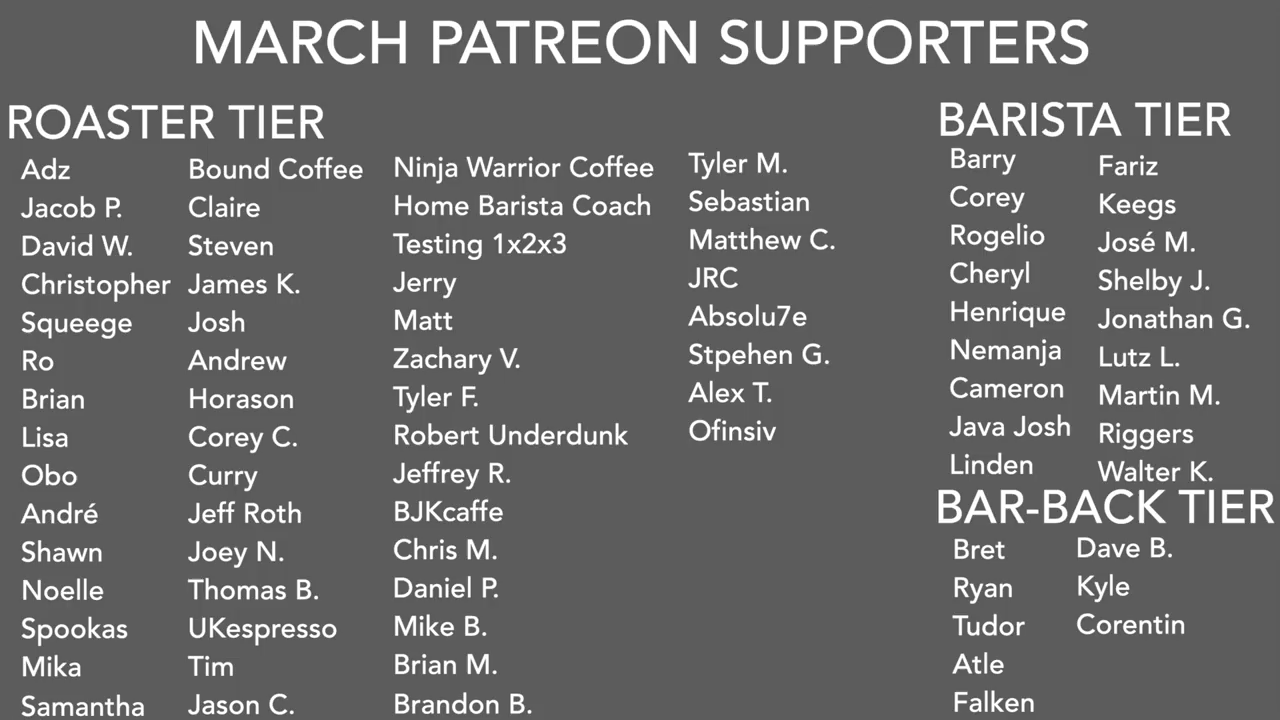 MARCH PATREON SUPPORTERS
ROASTER TIER
Adz
Jacob P.
David W.
Christopher
Squeege
Ro
Brian
Lisa
Obo
André
Shawn
Noelle
Spookas
Mika
Samantha
Bound Coffee
Claire
Steven
James K.
Josh
Andrew
Horason
Corey C.
Curry
Jeff Roth
Joey N.
Thomas B.
UKespresso
Tim
Jason C.
Ninja Warrior Coffee
Home Barista Coach
Testing 1x2x3
Jerry
Matt
Zachary V.
Tyler F.
Robert Underdunk
Jeffrey R.
BJKcaffe
Chris M.
Daniel P.
Mike B.
Brian M.
Brandon B.
Tyler M.
Sebastian
Matthew C.
JRC
Absolu7e
Stpehen G.
Alex T.
Ofinsiv
BARISTA TIER
Barry
Corey
Rogelio
Cheryl
Henrique
Nemanja
Cameron
Java Josh
Linden
Fariz
Keegs
José M.
Shelby J.
Jonathan G.
Lutz L.
Martin M.
Riggers
Walter K.
BAR-BACK TIER
Bret
Ryan
Tudor
Atle
Falken
Dave B.
Kyle
Corentin